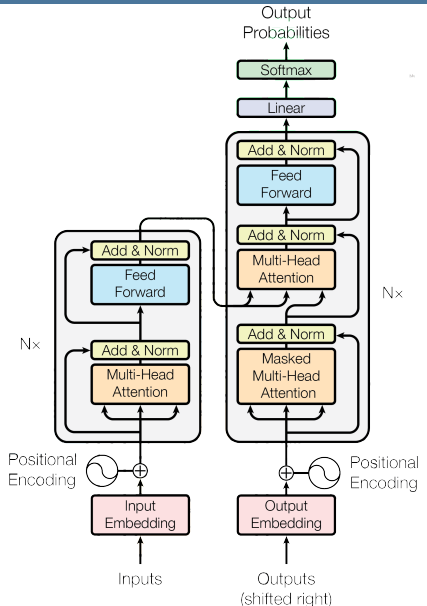 Output
Probabilities
Softmax
Linear
Add & Norm
Feed
Forward
Add & Norm
Multi-Head
Attention
Nx
Add & Norm
Masked
Multi-Head
Attention
Add & Norm
Feed
Forward
Nx
Add & Norm
Multi-Head
Attention
Positional
Encoding
Positional
Encoding
Input
Embedding
Output
Embedding
Inputs
Outputs
(shifted right)